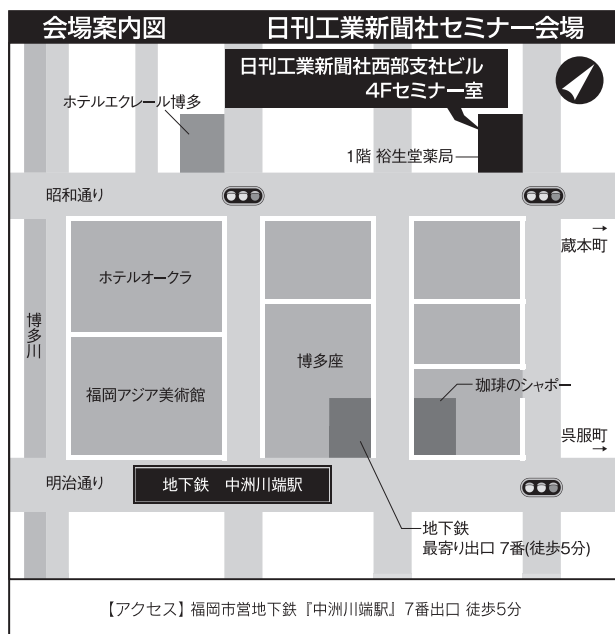 会場案内図 日刊工業新聞社セミナー会場
日刊工業新聞社西部支社ビル
4Fセミナー室
ホテルエクレール博多
1階 裕生堂薬局
昭和通り
→
蔵本町
ホテルオークラ
博多川
博多座
福岡アジア美術館
珈琲のシャポー
呉服町
→
明治通り
地下鉄 中洲川端駅
地下鉄
最寄り出口 7番(徒歩5分)
【アクセス】福岡市営地下鉄『中洲川端駅』7番出口 徒歩5分